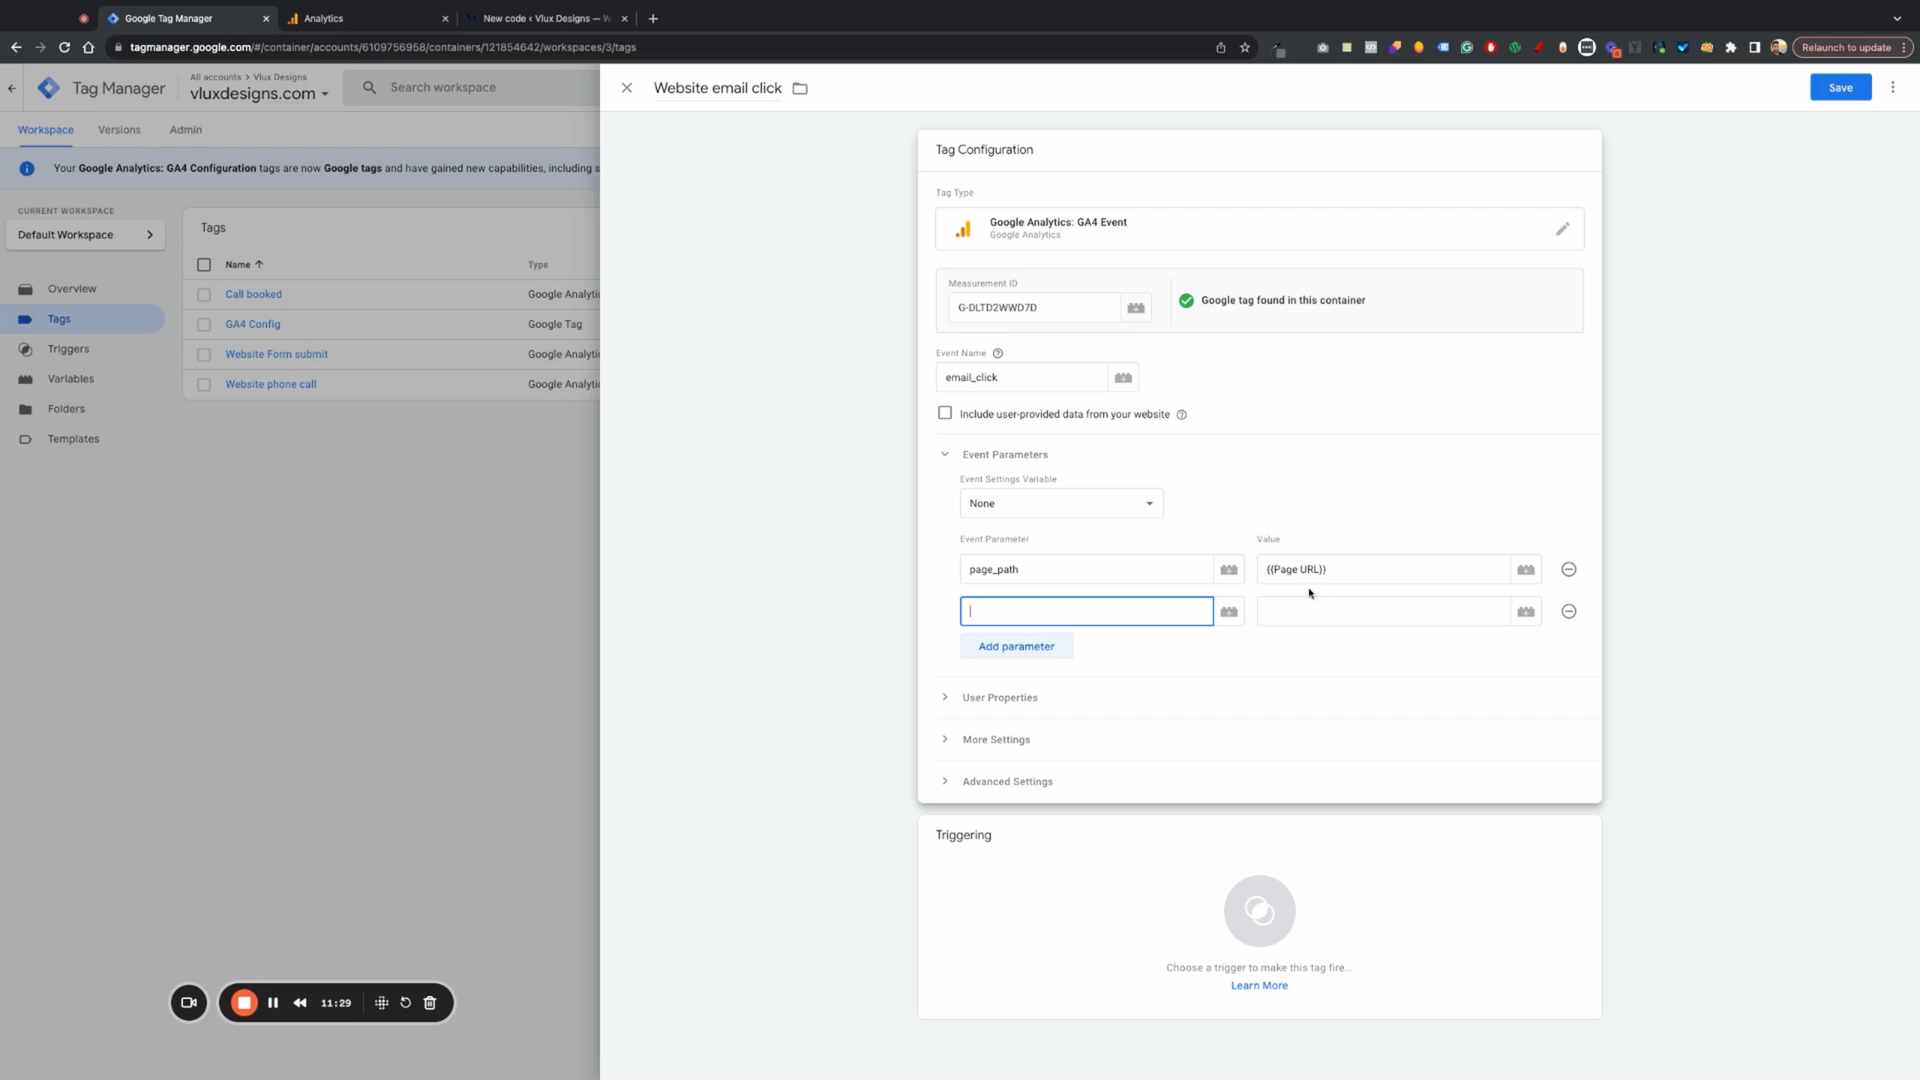 Google Tag Manager
Analytics
New code < Vlux Designs — W
tagmanager.google.com/#/container/accounts/6109756958/containers/121854642/workspaces/3/tags
Relaunch to update
Tag Manager
All accounts > Vlux Designs
vluxdesigns.com
Search workspace
Website email click
Save
Workspace
Versions
Admin
Your Google Analytics: GA4 Configuration tags are now Google tags and have gained new capabilities, including s
CURRENT WORKSPACE
Default Workspace
Overview
Tags
Triggers
Variables
Folders
Templates
Tags
Name
Type
Call booked
Google Analytic
GA4 Config
Google Tag
Website Form submit
Google Analytic
Website phone call
Google Analytic
Tag Configuration
Tag Type
Google Analytics: GA4 Event
Google Analytics
Measurement ID
G-DLTD2WWD7D
Google tag found in this container
Event Name
email_click
Include user-provided data from your website
Event Parameters
Event Settings Variable
None
Event Parameter
Value
page_path
{{Page URL}}
Add parameter
User Properties
More Settings
Advanced Settings
Triggering
Choose a trigger to make this tag fire...
Learn More
11:29